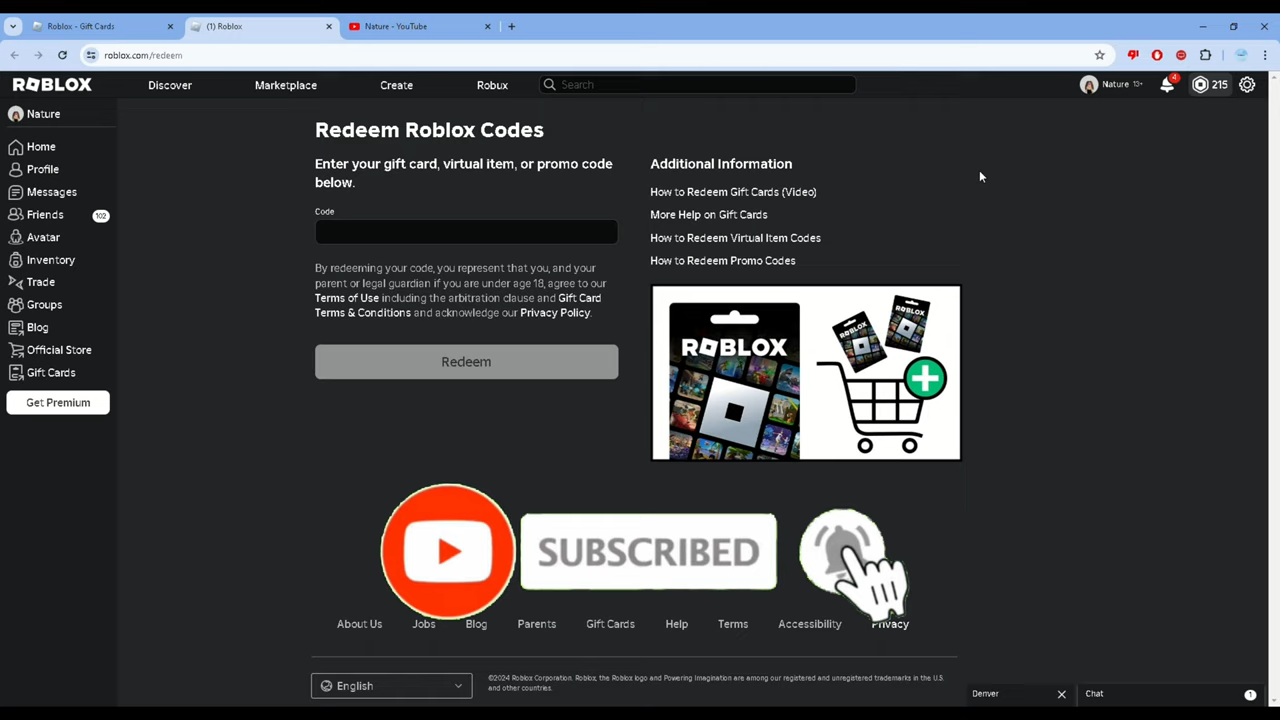 Roblox - Gift Cards
(1) Roblox
Nature - YouTube
roblox.com/redeem
ROBLOX
Discover
Marketplace
Create
Robux
Search
Nature 13+
4
215
Nature
Home
Profile
Messages
Friends
102
Avatar
Inventory
Trade
Groups
Blog
Official Store
Gift Cards
Get Premium
Redeem Roblox Codes
Enter your gift card, virtual item, or promo code
below.
Code
By redeeming your code, you represent that you, and your
parent or legal guardian if you are under age 18, agree to our
Terms of Use including the arbitration clause and Gift Card
Terms & Conditions and acknowledge our Privacy Policy.
Redeem
Additional Information
How to Redeem Gift Cards (Video)
More Help on Gift Cards
How to Redeem Virtual Item Codes
How to Redeem Promo Codes
ROBLOX
ROBLOX
ROBLOX
SUBSCRIBED
About Us
Jobs
Blog
Parents
Gift Cards
Help
Terms
Accessibility
Privacy
English
©2024 Roblox Corporation. Roblox, the Roblox logo and Powering Imagination are among our registered and unregistered trademarks in the U.S.
and other countries.
Denver
Chat
1